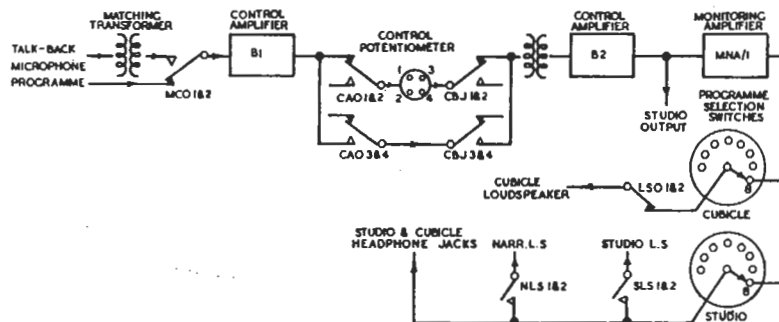 MATCHING
TRANSFORMER
CONTROL
AMPLIFIER
CONTROL
POTENTIOMETER
CONTROL
AMPLIFIER
MONITORING
AMPLIFIER
TALK-BACK
MICROPHONE
PROGRAMME
MCO 1&2
B1
1
3
2
4
CAO 1&2
CBJ 1&2
B2
MNA/1
CAO 3&4
CBJ 3&4
STUDIO
OUTPUT
PROGRAMME
SELECTION
SWITCHES
CUBICLE
LOUDSPEAKER
LSO 1&2
8
CUBICLE
STUDIO & CUBICLE
HEADPHONE JACKS
NARR. L.S
STUDIO L.S
NLS 1&2
SLS 1&2
8
STUDIO